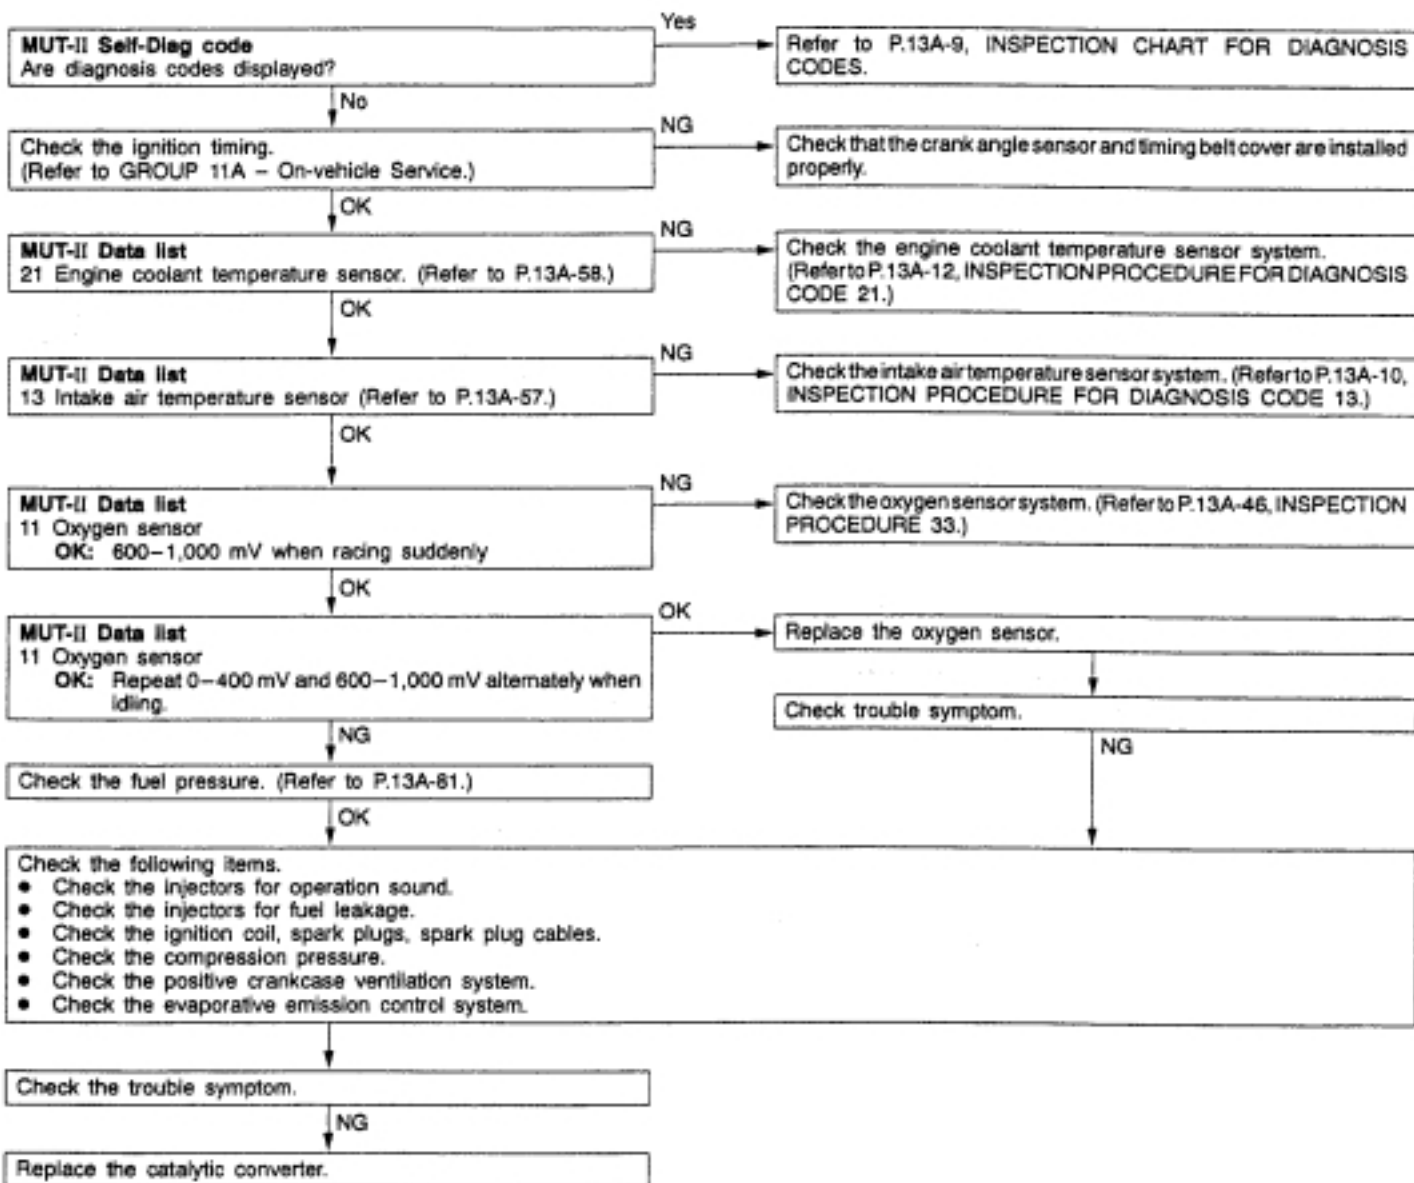 Yes
MUT-II Self-Diag code
Are diagnosis codes displayed?
Refer to P.13A-9, INSPECTION CHART FOR DIAGNOSIS
CODES.
No
NG
Check the ignition timing.
(Refer to GROUP 11A – On-vehicle Service.)
Check that the crank angle sensor and timing belt cover are installed
properly.
OK
NG
MUT-II Data list
21 Engine coolant temperature sensor. (Refer to P.13A-58.)
Check the engine coolant temperature sensor system.
(Refer to P.13A-12, INSPECTION PROCEDURE FOR DIAGNOSIS
CODE 21.)
OK
NG
MUT-II Data list
13 Intake air temperature sensor (Refer to P.13A-57.)
Check the intake air temperature sensor system. (Refer to P.13A-10,
INSPECTION PROCEDURE FOR DIAGNOSIS CODE 13.)
OK
NG
MUT-II Data list
11 Oxygen sensor
OK: 600–1,000 mV when racing suddenly
Check the oxygen sensor system. (Refer to P.13A-46, INSPECTION
PROCEDURE 33.)
OK
OK
MUT-II Data list
11 Oxygen sensor
OK: Repeat 0–400 mV and 600–1,000 mV alternately when
idling.
Replace the oxygen sensor.
Check trouble symptom.
NG
NG
Check the fuel pressure. (Refer to P.13A-81.)
OK
Check the following items.
● Check the injectors for operation sound.
● Check the injectors for fuel leakage.
● Check the ignition coil, spark plugs, spark plug cables.
● Check the compression pressure.
● Check the positive crankcase ventilation system.
● Check the evaporative emission control system.
Check the trouble symptom.
NG
Replace the catalytic converter.